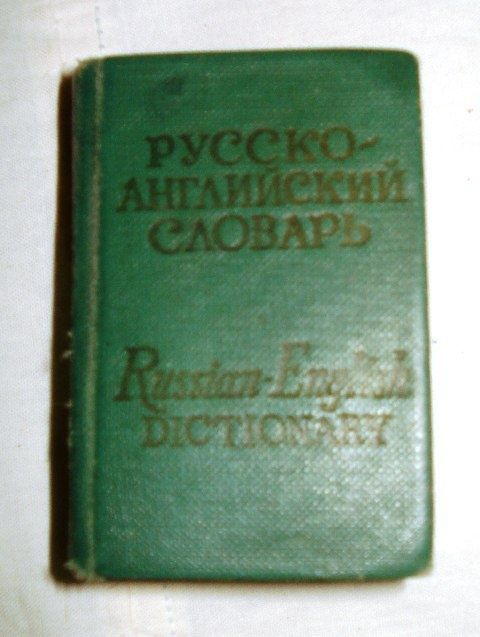 РУССКО-
АНГЛИЙСКИЙ
СЛОВАРЬ
Russian-English
DICTIONARY